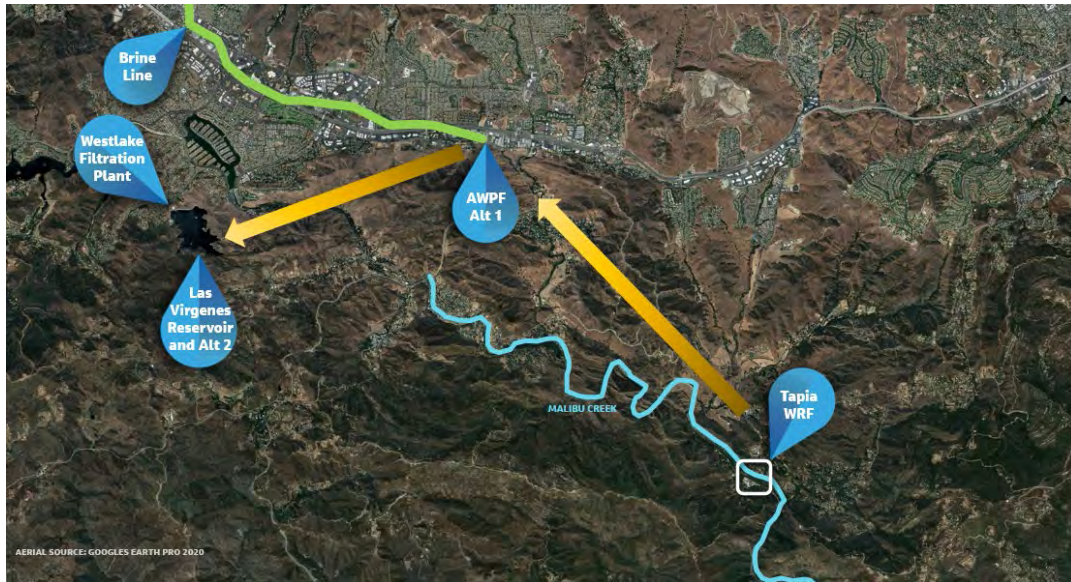 Brine
Line
Westlake
Filtration
Plant
AWPF
Alt 1
Las
Virgenes
Reservoir
and Alt 2
Tapia
WRF
MALIBU CREEK
AERIAL SOURCE: GOOGLES EARTH PRO 2020